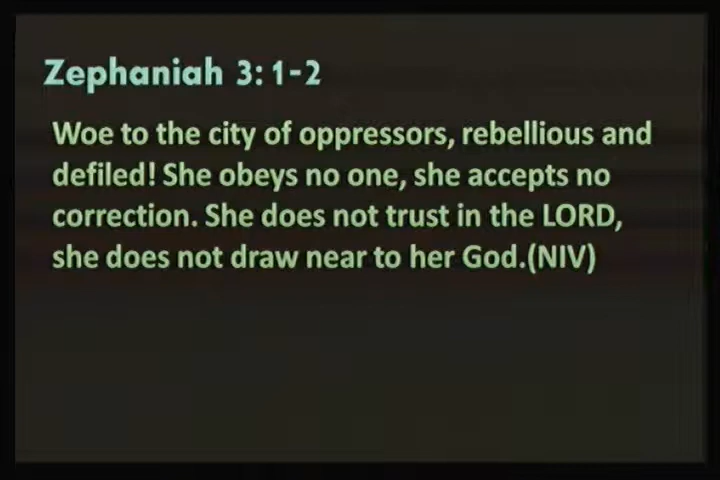 Zephaniah 3:1-2
Woe to the city of oppressors, rebellious and
defiled! She obeys no one, she accepts no
correction. She does not trust in the LORD,
she does not draw near to her God.(NIV)